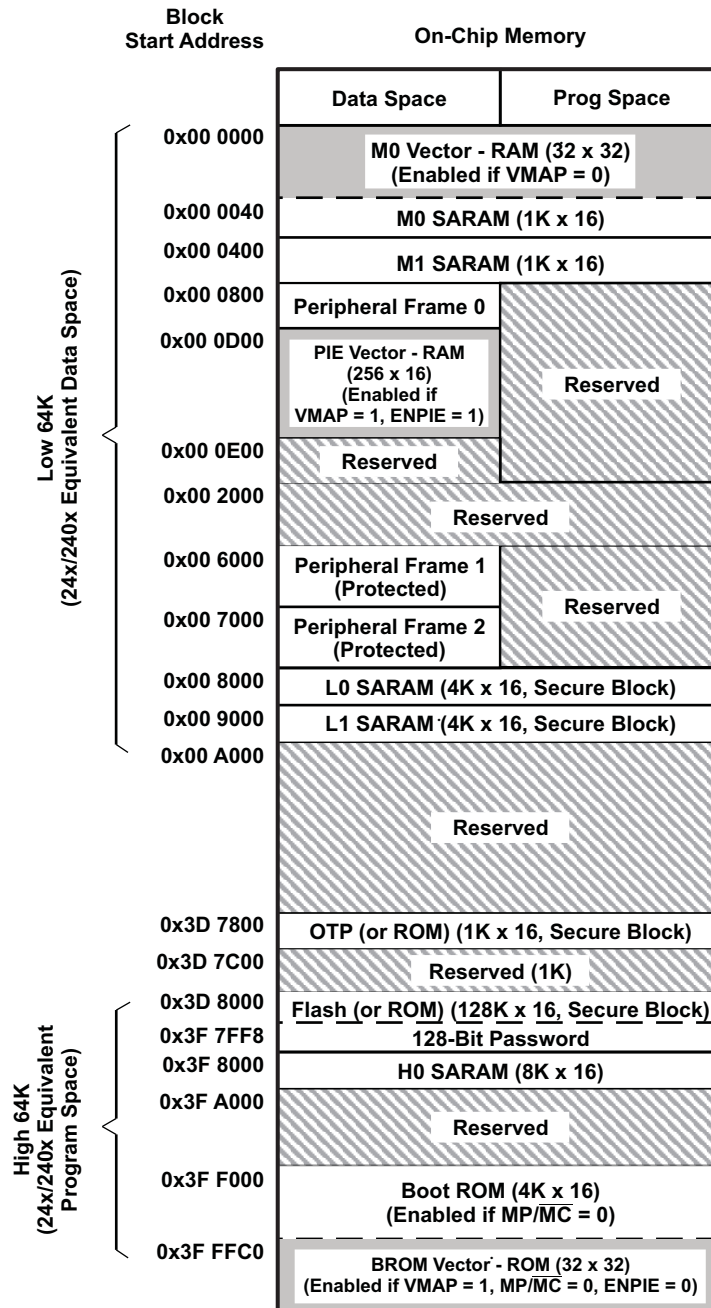 Block
Start Address
On-Chip Memory
Data Space
Prog Space
Low 64K
(24x/240x Equivalent Data Space)
0x00 0000
M0 Vector - RAM (32 x 32)
(Enabled if VMAP = 0)
0x00 0040
M0 SARAM (1K x 16)
0x00 0400
M1 SARAM (1K x 16)
0x00 0800
Peripheral Frame 0
0x00 0D00
PIE Vector - RAM
(256 x 16)
(Enabled if
VMAP = 1, ENPIE = 1)
Reserved
0x00 0E00
Reserved
0x00 2000
Reserved
0x00 6000
Peripheral Frame 1
(Protected)
Reserved
0x00 7000
Peripheral Frame 2
(Protected)
0x00 8000
L0 SARAM (4K x 16, Secure Block)
0x00 9000
L1 SARAM (4K x 16, Secure Block)
0x00 A000
Reserved
0x3D 7800
OTP (or ROM) (1K x 16, Secure Block)
0x3D 7C00
Reserved (1K)
High 64K
(24x/240x Equivalent
Program Space)
0x3D 8000
Flash (or ROM) (128K x 16, Secure Block)
0x3F 7FF8
128-Bit Password
0x3F 8000
H0 SARAM (8K x 16)
0x3F A000
Reserved
0x3F F000
Boot ROM (4K x 16)
(Enabled if MP/MC = 0)
0x3F FFC0
BROM Vector - ROM (32 x 32)
(Enabled if VMAP = 1, MP/MC = 0, ENPIE = 0)